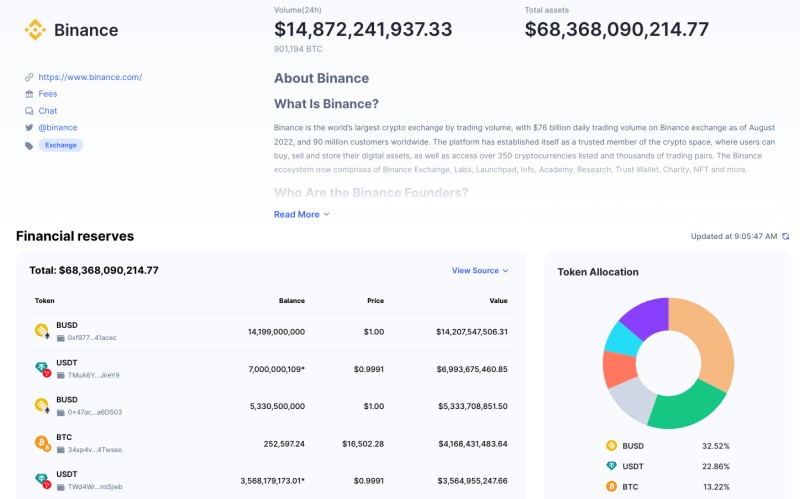 Binance
Volume(24h)
$14,872,241,937.33
901,194 BTC
Total assets
$68,368,090,214.77
https://www.binance.com/
Fees
Chat
@binance
Exchange
About Binance
What Is Binance?
Binance is the world's largest crypto exchange by trading volume, with $76 billion daily trading volume on Binance exchange as of August
2022, and 90 million customers worldwide. The platform has established itself as a trusted member of the crypto space, where users can
buy, sell and store their digital assets, as well as access over 350 cryptocurrencies listed and thousands of trading pairs. The Binance
ecosystem now comprises of Binance Exchange, Labs, Launchpad, Info, Academy, Research, Trust Wallet, Charity, NFT and more.
Who Are the Binance Founders?
Read More
Financial reserves
Updated at 9:05:47 AM
Total: $68,368,090,214.77
View Source
Token Balance Price Value
BUSD
0xf977...41acec
14,199,000,000 $1.00 $14,207,547,506.31
USDT
TMuA6Y...JireY9
7,000,000,109* $0.9991 $6,993,675,460.85
BUSD
0x47ac...a6D503
5,330,500,000 $1.00 $5,333,708,851.50
BTC
34xp4v...4Twseo
252,597.24 $16,502.28 $4,168,431,483.64
USDT
TWd4Wr...ns5jwb
3,568,179,173.01* $0.9991 $3,564,955,247.66
Token Allocation
BUSD 32.52%
USDT 22.86%
BTC 13.22%